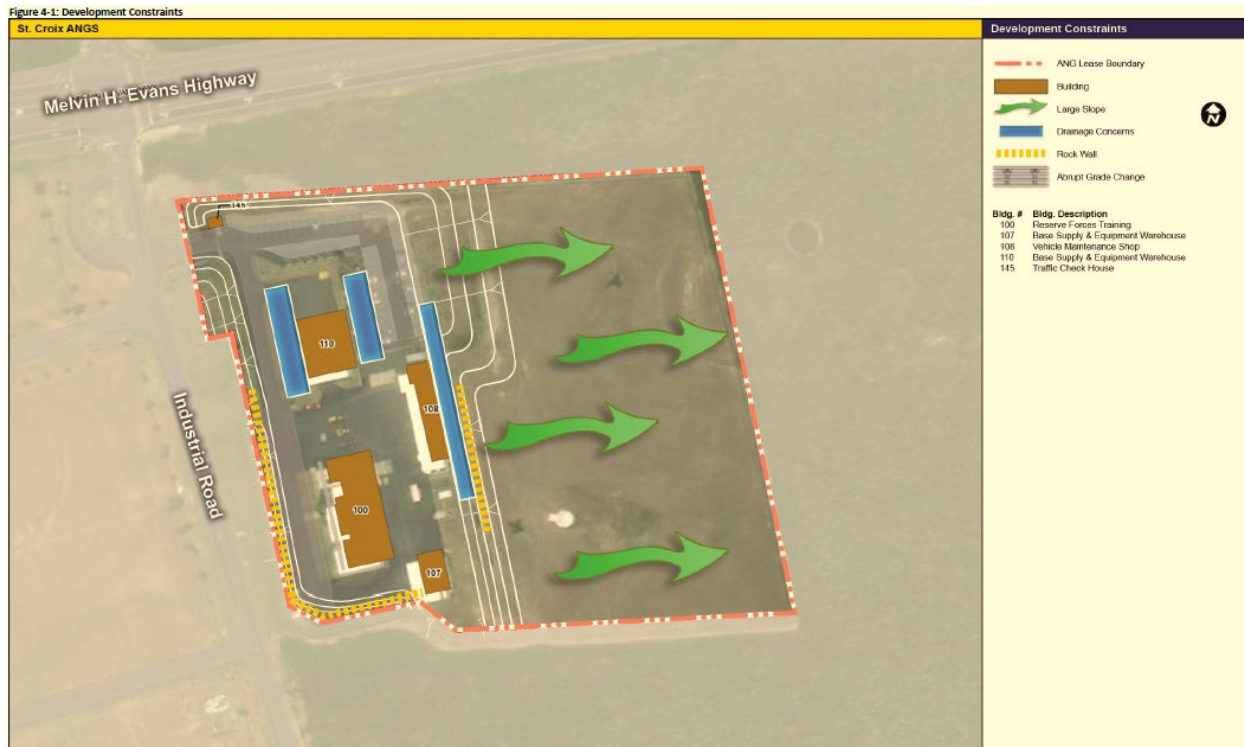 Figure 4-1: Development Constraints
St. Croix ANGS
Development Constraints
Melvin H. Evans Highway
Industrial Road
145
110
108
100
107
ANG Lease Boundary
Building
Large Slope
Drainage Concerns
Rock Wall
Abrupt Grade Change
N
Bldg. # Bldg. Description
100 Reserve Forces Training
107 Base Supply & Equipment Warehouse
108 Vehicle Maintenance Shop
110 Base Supply & Equipment Warehouse
145 Traffic Check House